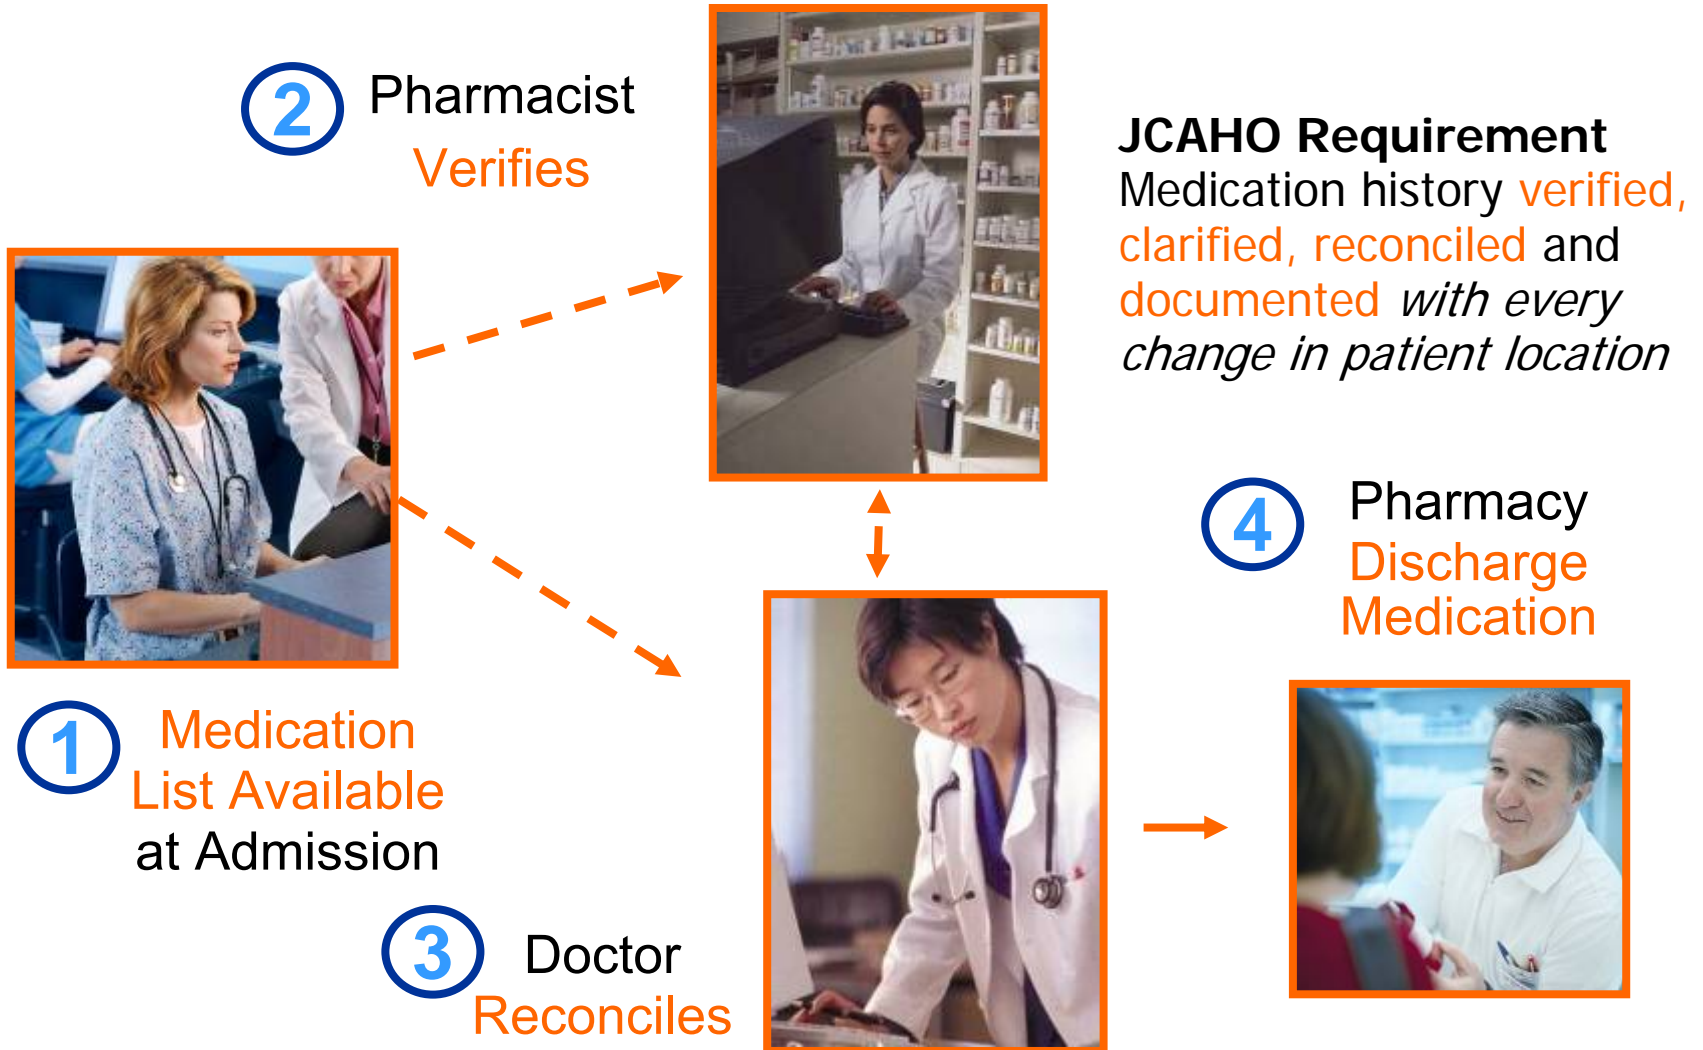 2 Pharmacist
Verifies
JCAHO Requirement
Medication history verified,
clarified, reconciled and
documented with every
change in patient location
1 Medication
List Available
at Admission
3 Doctor
Reconciles
4 Pharmacy
Discharge
Medication